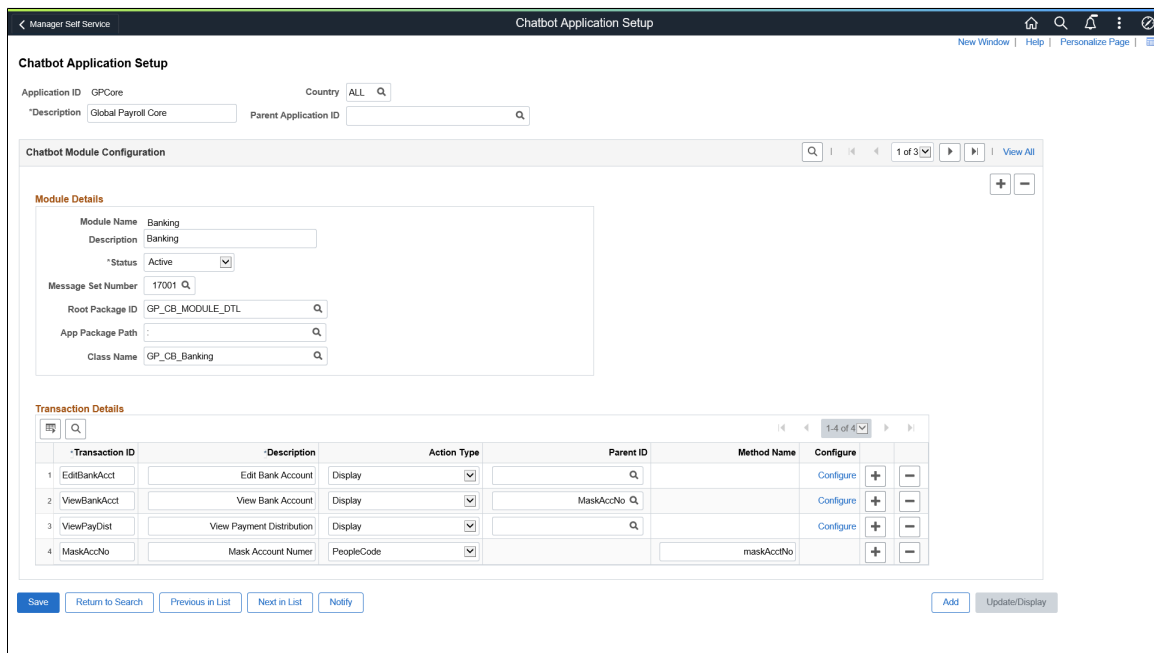 Manager Self Service
Chatbot Application Setup
New Window | Help | Personalize Page |
Chatbot Application Setup
Application ID GPCore Country ALL
*Description Global Payroll Core Parent Application ID
Chatbot Module Configuration 1 of 3 | View All
Module Details
Module Name Banking
Description Banking
*Status Active
Message Set Number 17001
Root Package ID GP_CB_MODULE_DTL
App Package Path :
Class Name GP_CB_Banking
Transaction Details
1-4 of 4
*Transaction ID *Description Action Type Parent ID Method Name Configure
1 EditBankAcct Edit Bank Account Display Configure
2 ViewBankAcct View Bank Account Display MaskAccNo Configure
3 ViewPayDist View Payment Distribution Display Configure
4 MaskAccNo Mask Account Numer PeopleCode maskAcctNo
Save Return to Search Previous in List Next in List Notify Add Update/Display